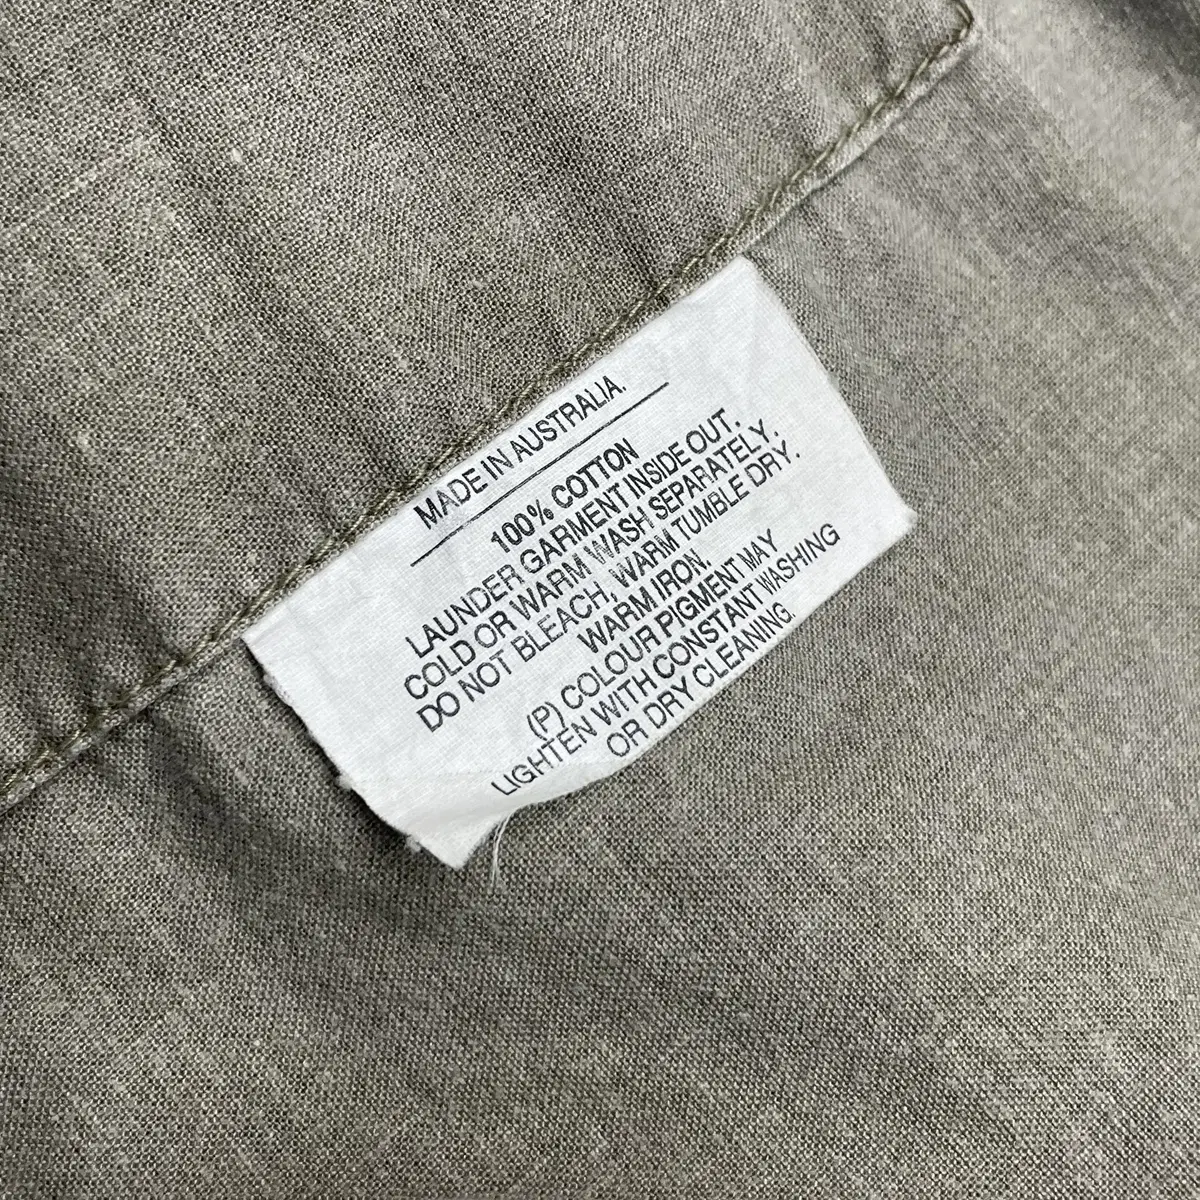 MADE IN AUSTRALIA.
100% COTTON
LAUNDER GARMENT INSIDE OUT.
COLD OR WARM WASH SEPARATELY.
DO NOT BLEACH, WARM TUMBLE DRY.
WARM IRON.
(P) COLOUR PIGMENT MAY
LIGHTEN WITH CONSTANT WASHING
OR DRY CLEANING.